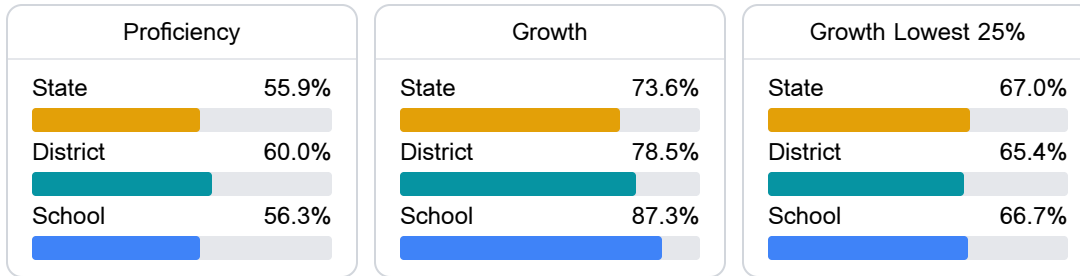 Proficiency
State 55.9%
District 60.0%
School 56.3%
Growth
State 73.6%
District 78.5%
School 87.3%
Growth Lowest 25%
State 67.0%
District 65.4%
School 66.7%